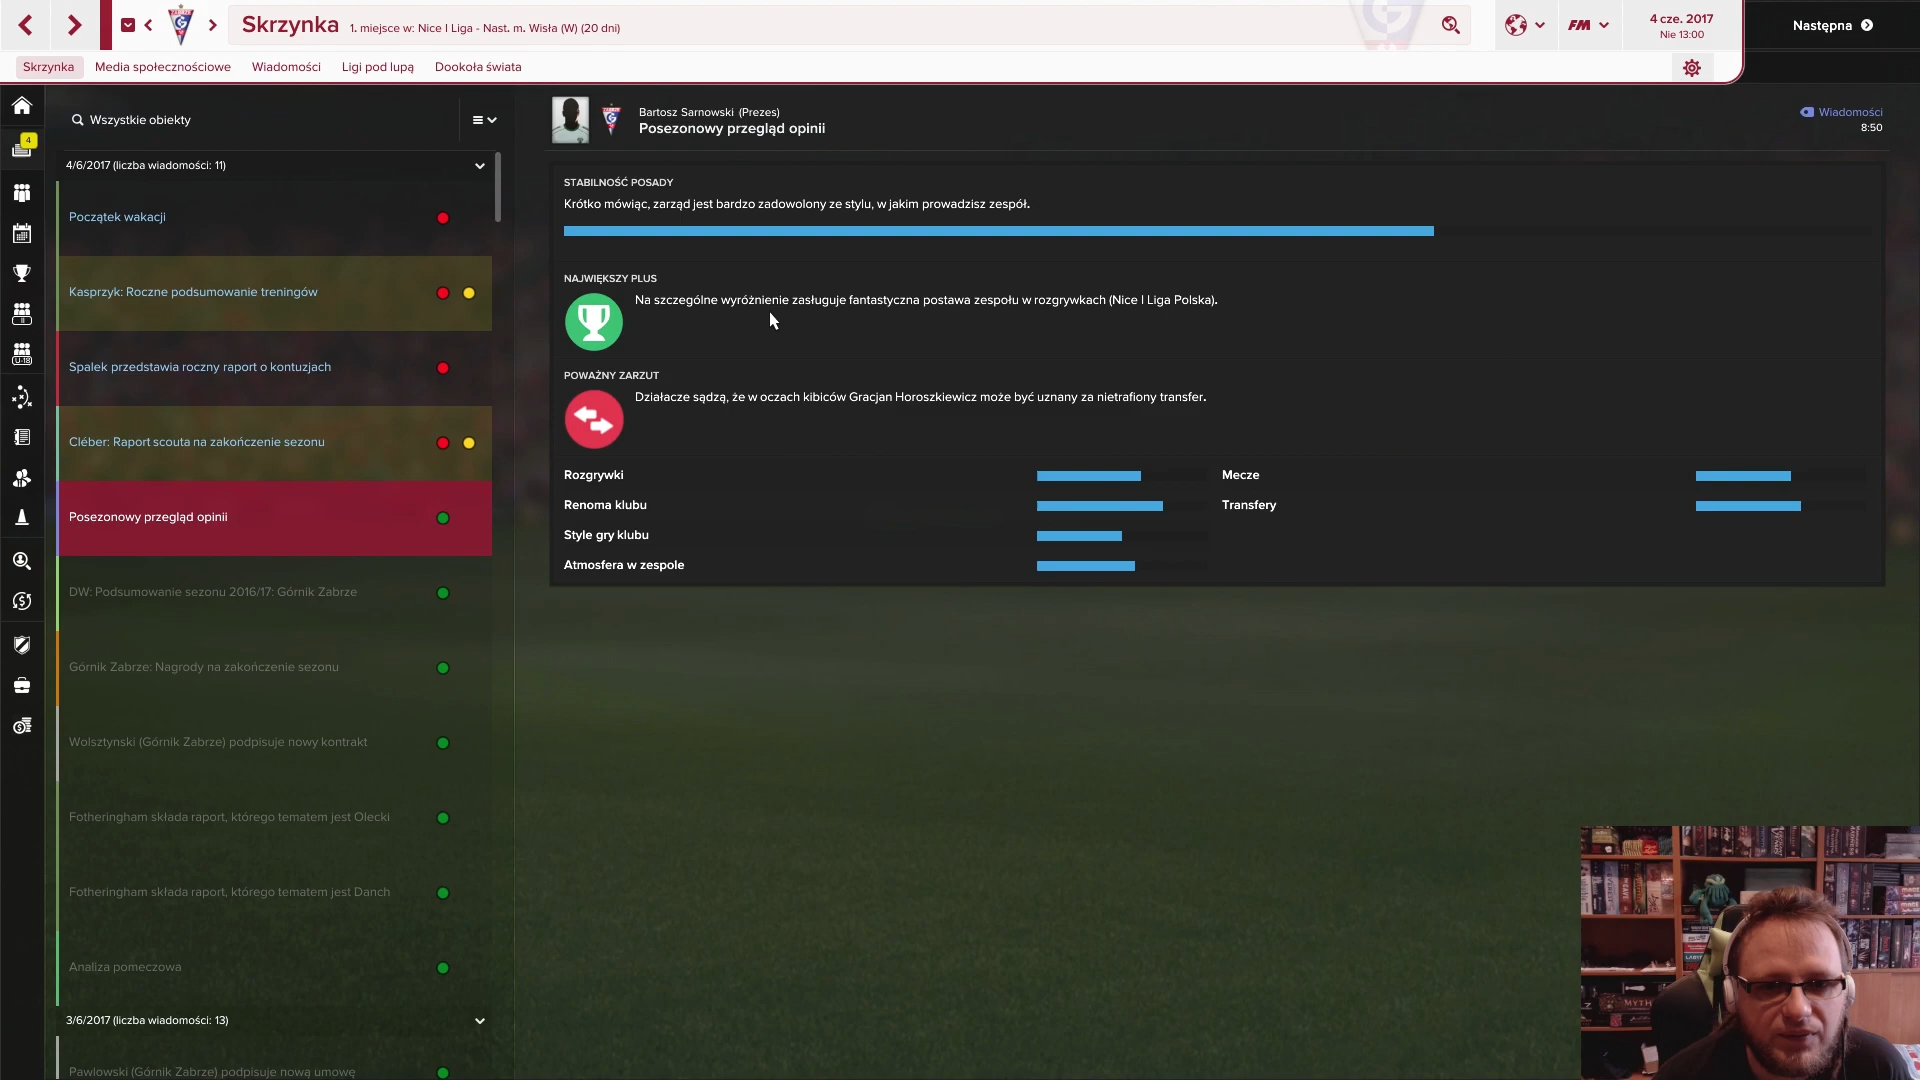 Skrzynka
1. miejsce w: Nice I Liga - Nast. m. Wisła (W) (20 dni)
FM
4 cze. 2017
Nie 13:00
Następna
Skrzynka
Media społecznościowe
Wiadomości
Ligi pod lupą
Dookoła świata
4
II
U-18
Wszystkie obiekty
4/6/2017 (liczba wiadomości: 11)
Początek wakacji
Kasprzyk: Roczne podsumowanie treningów
Spalek przedstawia roczny raport o kontuzjach
Cléber: Raport scouta na zakończenie sezonu
Posezonowy przegląd opinii
DW: Podsumowanie sezonu 2016/17: Górnik Zabrze
Górnik Zabrze: Nagrody na zakończenie sezonu
Wolsztynski (Górnik Zabrze) podpisuje nowy kontrakt
Fotheringham składa raport, którego tematem jest Olecki
Fotheringham składa raport, którego tematem jest Danch
Analiza pomeczowa
3/6/2017 (liczba wiadomości: 13)
Pawlowski (Górnik Zabrze) podpisuje nową umowę
Bartosz Sarnowski (Prezes)
Posezonowy przegląd opinii
Wiadomości
8:50
STABILNOŚĆ POSADY
Krótko mówiąc, zarząd jest bardzo zadowolony ze stylu, w jakim prowadzisz zespół.
NAJWIĘKSZY PLUS
Na szczególne wyróżnienie zasługuje fantastyczna postawa zespołu w rozgrywkach (Nice I Liga Polska).
POWAŻNY ZARZUT
Działacze sądzą, że w oczach kibiców Gracjan Horoszkiewicz może być uznany za nietrafiony transfer.
Rozgrywki
Mecze
Renoma klubu
Transfery
Style gry klubu
Atmosfera w zespole